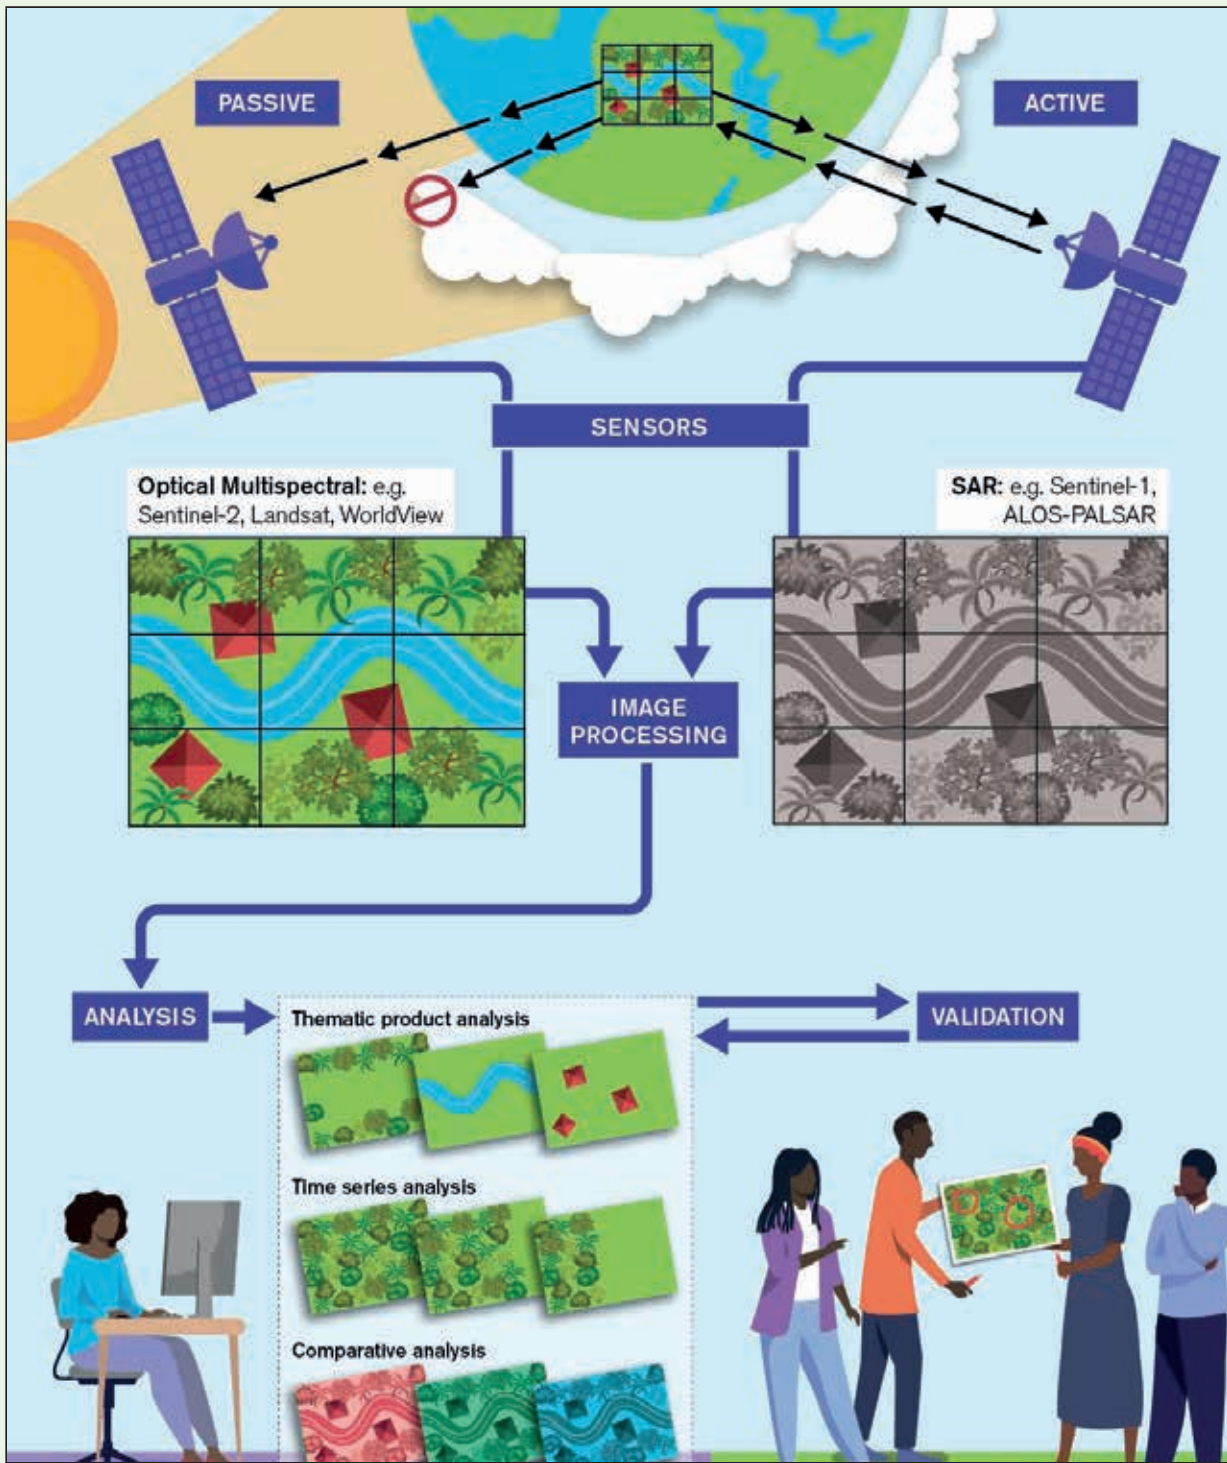 PASSIVE
ACTIVE
SENSORS
Optical Multispectral: e.g.
Sentinel-2, Landsat, WorldView
SAR: e.g. Sentinel-1,
ALOS-PALSAR
IMAGE
PROCESSING
ANALYSIS
Thematic product analysis
VALIDATION
Time series analysis
Comparative analysis